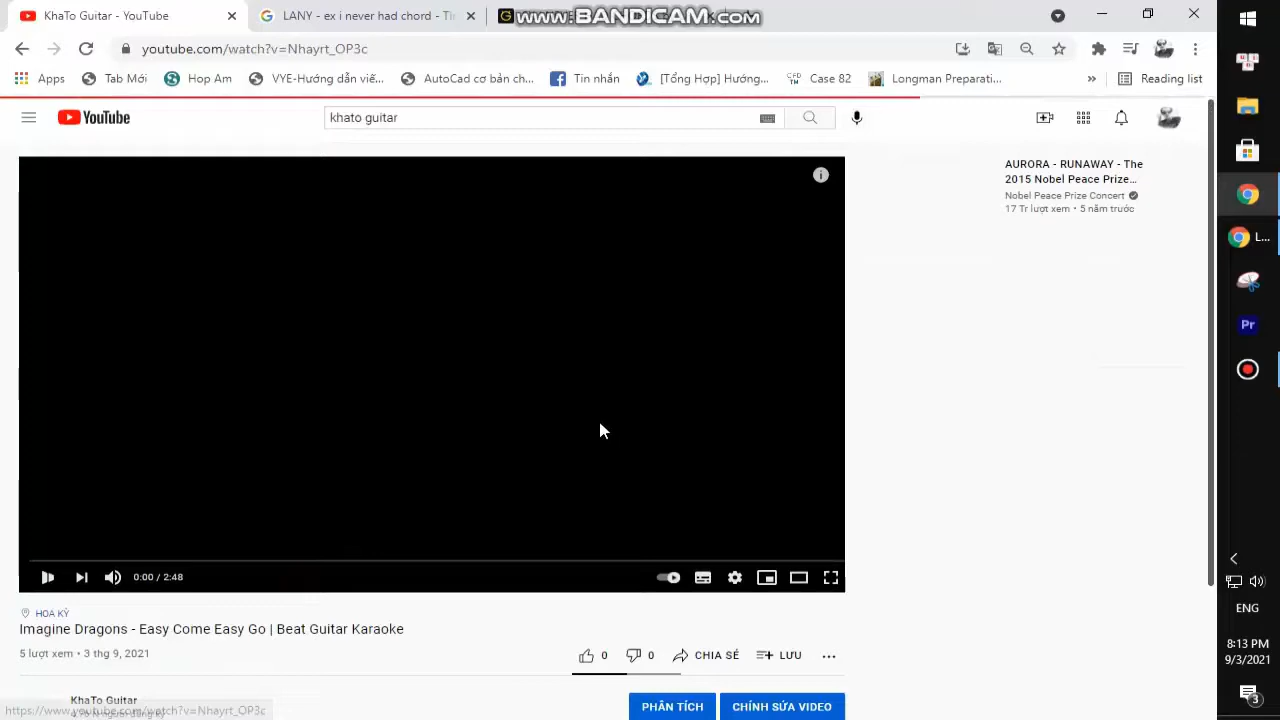 KhaTo Guitar - YouTube
LANY - ex i never had chord - Tì
www.BANDICAM.com
youtube.com/watch?v=Nhayrt_OP3c
Apps
Tab Mới
Hop Am
VYE-Hướng dẫn viế...
AutoCad cơ bản ch...
Tin nhắn
[Tổng Hợp] Hướng...
Case 82
Longman Preparati...
»
Reading list
YouTube
khato guitar
AURORA - RUNAWAY - The
2015 Nobel Peace Prize...
Nobel Peace Prize Concert
17 Tr lượt xem • 5 năm trước
L...
Pr
0:00 / 2:48
HOA KỲ
Imagine Dragons - Easy Come Easy Go | Beat Guitar Karaoke
5 lượt xem • 3 thg 9, 2021
0
0
CHIA SẺ
LƯU
KhaTo Guitar
PHÂN TÍCH
CHỈNH SỬA VIDEO
https://www.youtube.com/watch?v=Nhayrt_OP3c
ENG
8:13 PM
9/3/2021
3